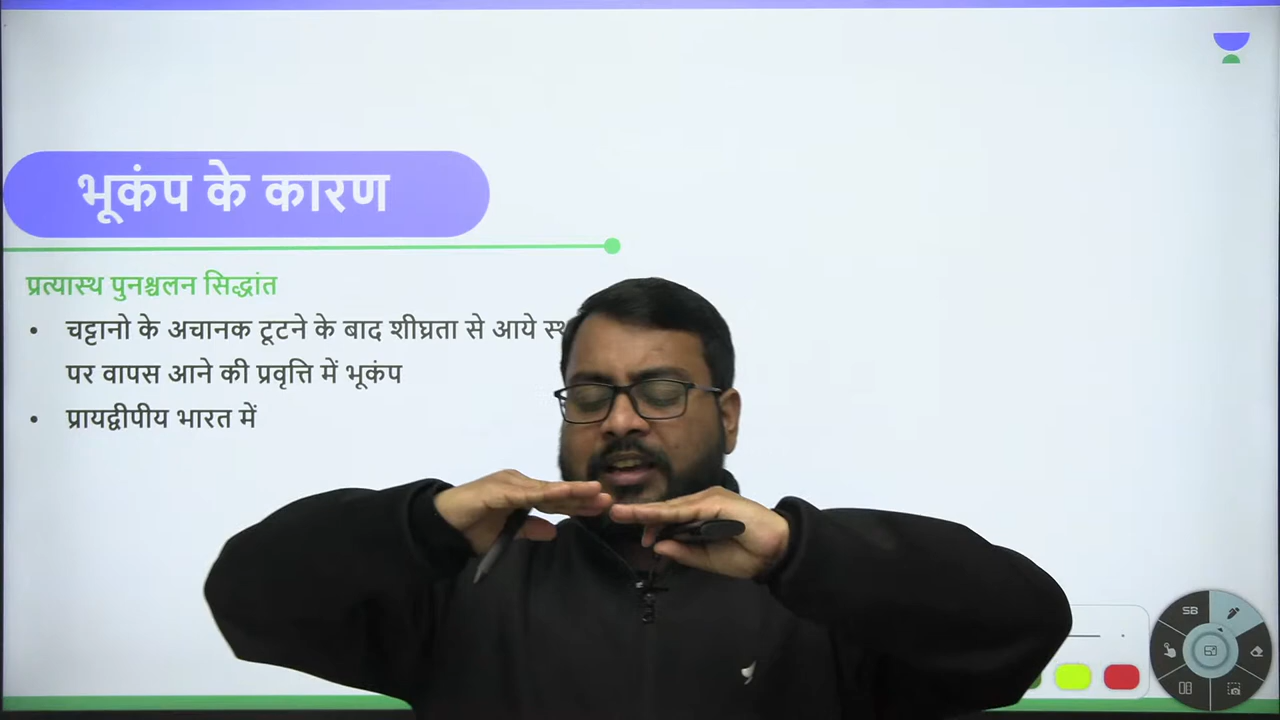 भूकंप के कारण
प्रत्यास्थ पुनश्चलन सिद्धांत
• चट्टानो के अचानक टूटने के बाद शीघ्रता से आये
पर वापस आने की प्रवृत्ति में भूकंप
• प्रायद्वीपीय भारत में
SB